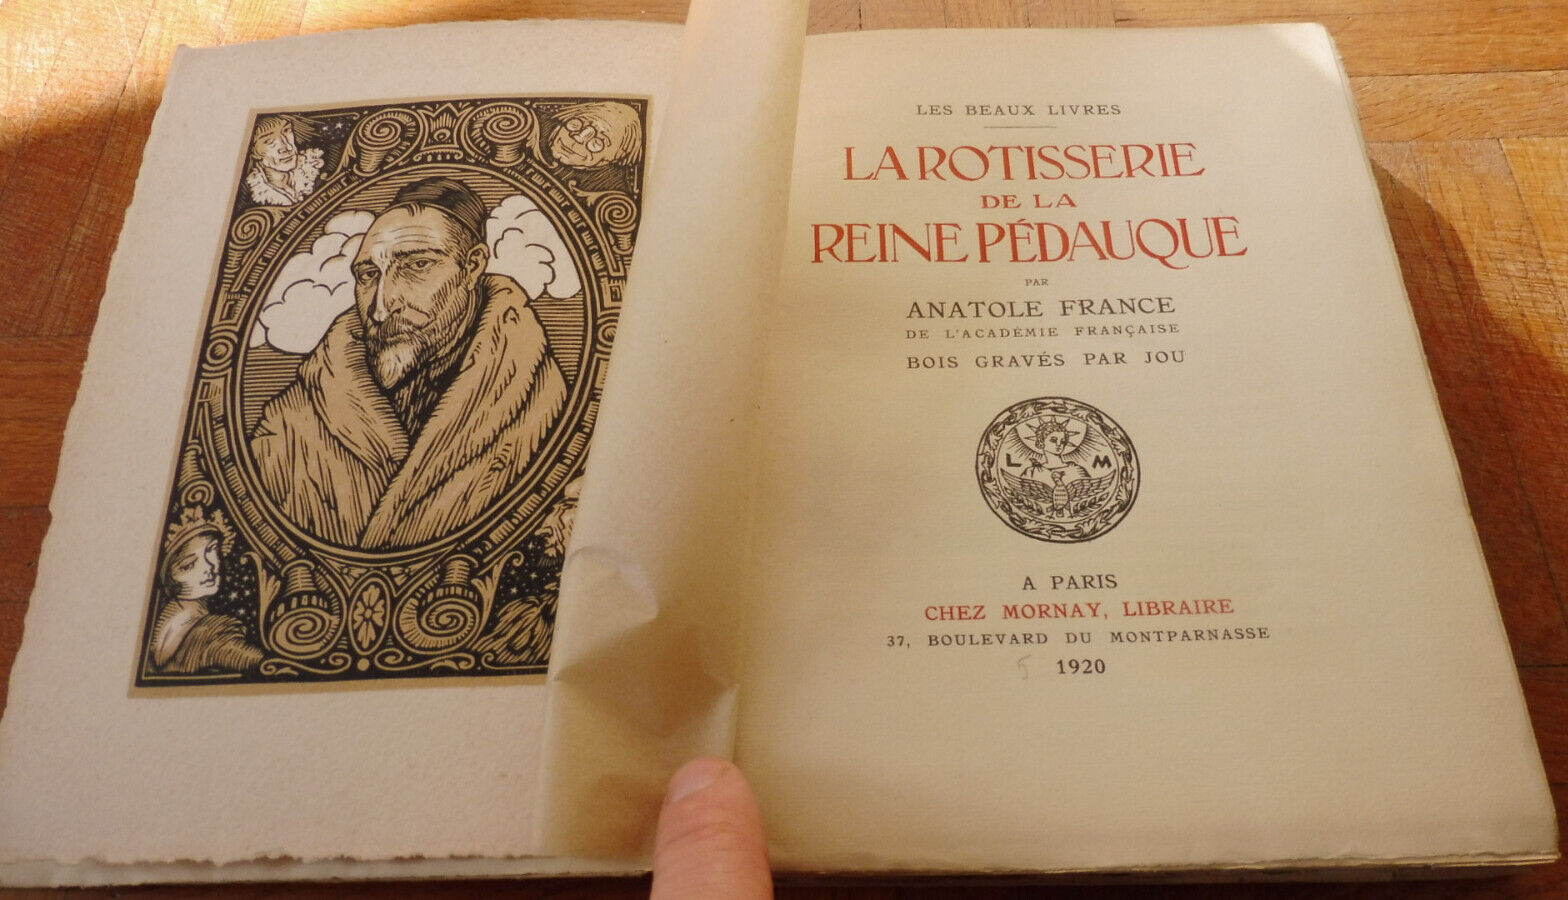 LES BEAUX LIVRES
LA ROTISSERIE
DE LA
REINE PÉDAUQUE
PAR
ANATOLE FRANCE
DE L'ACADÉMIE FRANÇAISE
BOIS GRAVÉS PAR JOU
L M
A PARIS
CHEZ MORNAY, LIBRAIRE
37, BOULEVARD DU MONTPARNASSE
1920